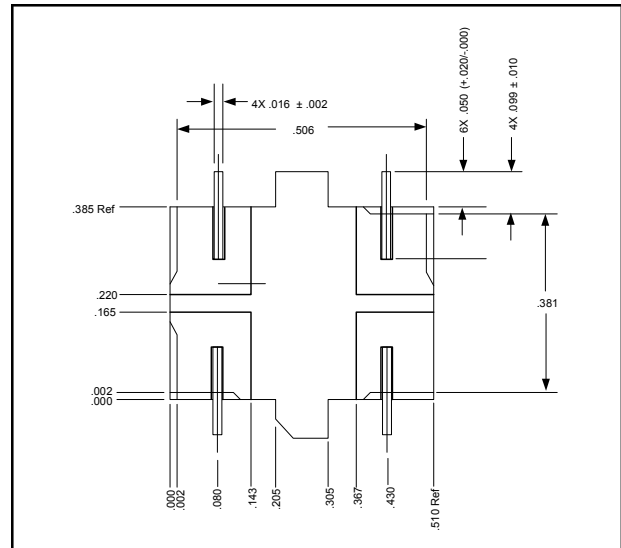 6X .050 (+.020/-.000)
4X .099 ± .010
4X .016 ± .002
.506
.385 Ref
.220
.165
.381
.002
.000
.000
.002
.080
.143
.205
.305
.367
.430
.510 Ref